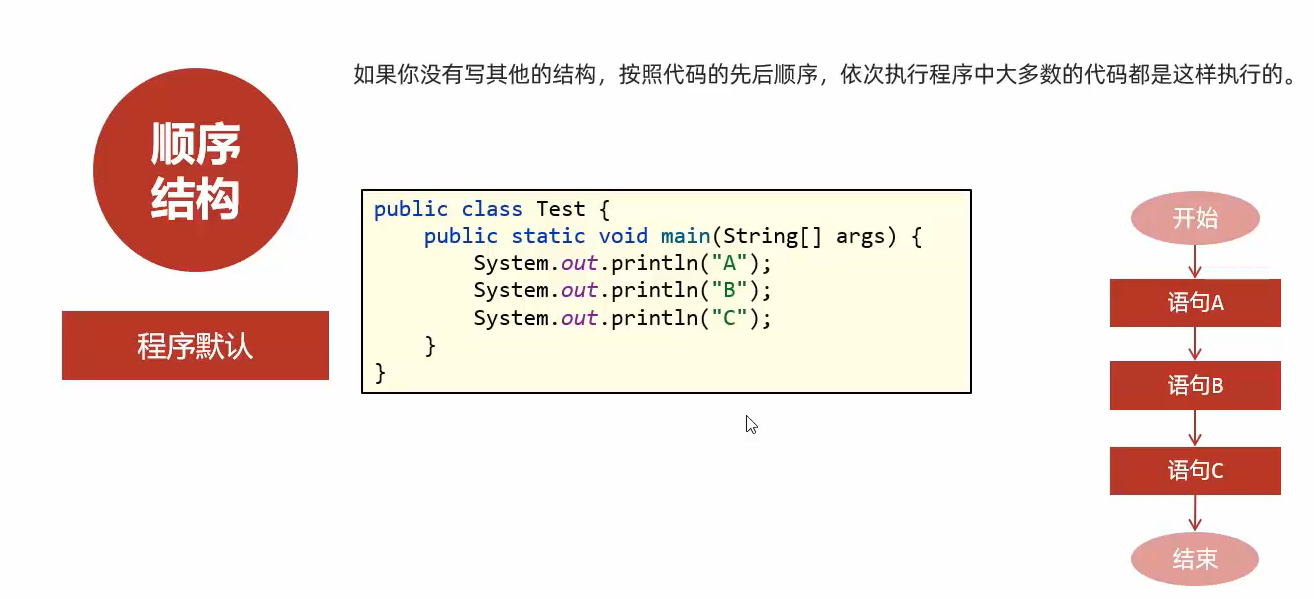 如果你没有写其他的结构，按照代码的先后顺序，依次执行程序中大多数的代码都是这样执行的。
顺序
结构
程序默认
public class Test {
    public static void main(String[] args) {
        System.out.println("A");
        System.out.println("B");
        System.out.println("C");
    }
}
开始
语句A
语句B
语句C
结束